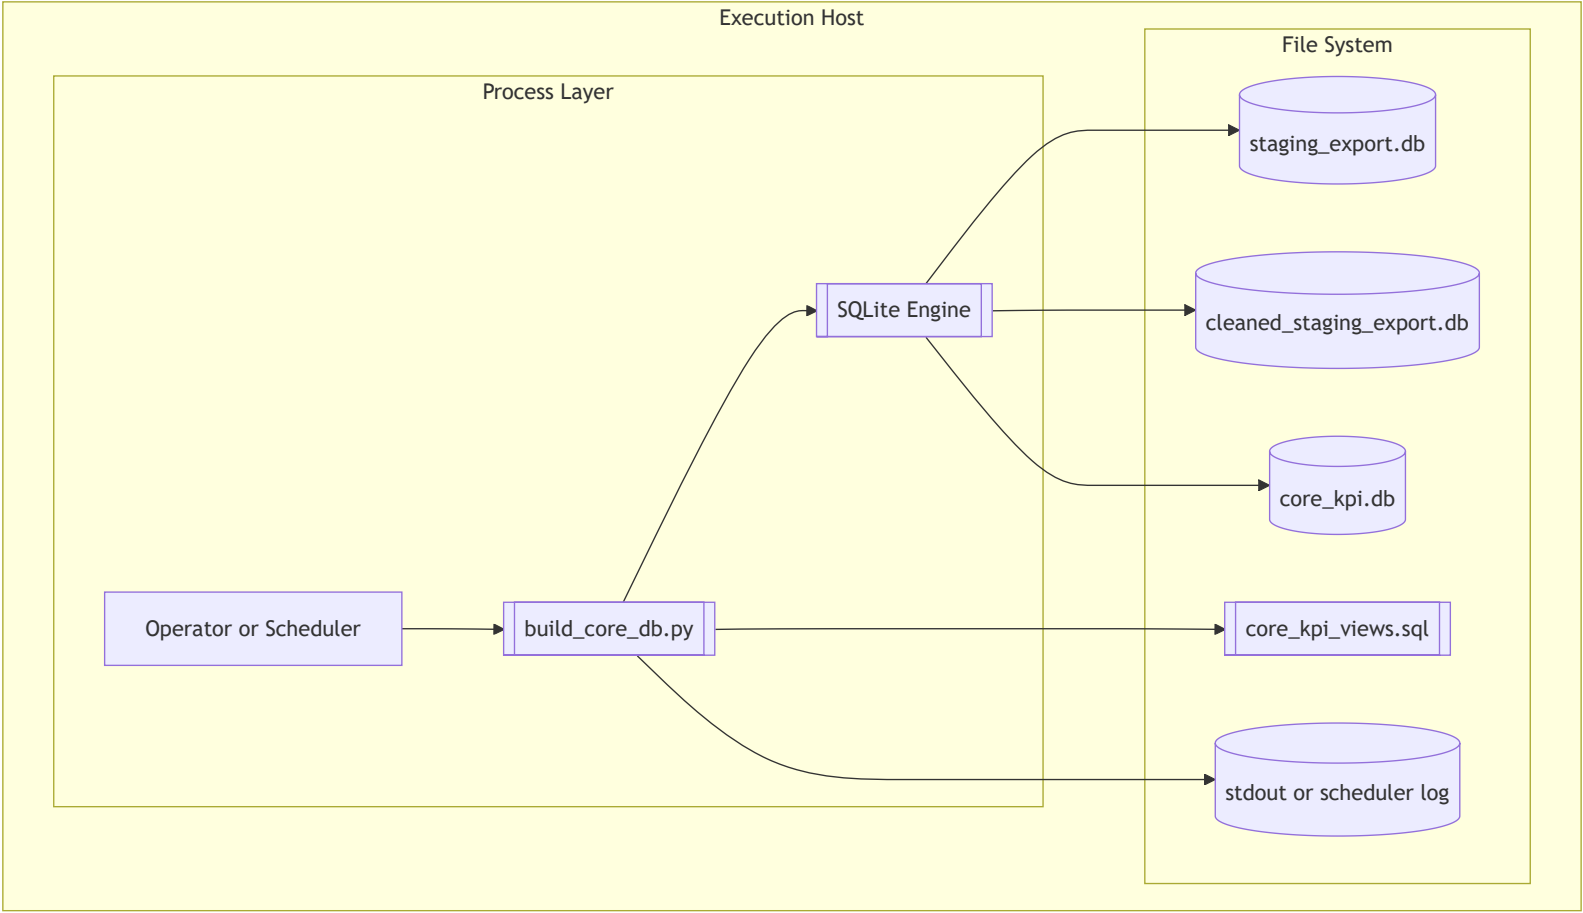 Execution Host
File System
Process Layer
staging_export.db
SQLite Engine
cleaned_staging_export.db
core_kpi.db
Operator or Scheduler
build_core_db.py
core_kpi_views.sql
stdout or scheduler log